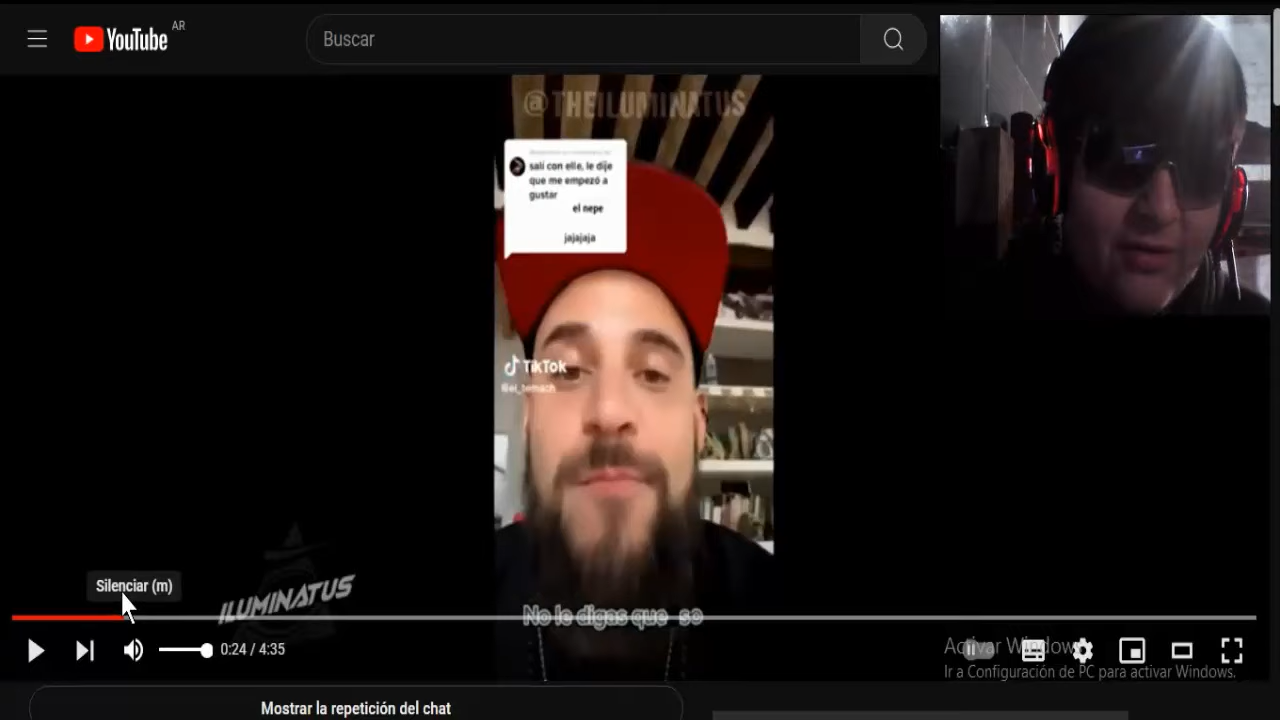 YouTube
AR
Buscar
@THEILUMINATUS
salí con elle, le dije
que me empezó a
gustar
el nepe
jajajaja
TikTok
@el_temach
Silenciar (m)
ILUMINATUS
No le digas que so
0:24 / 4:35
Activar Windows
Ir a Configuración de PC para activar Windows.
Mostrar la repetición del chat